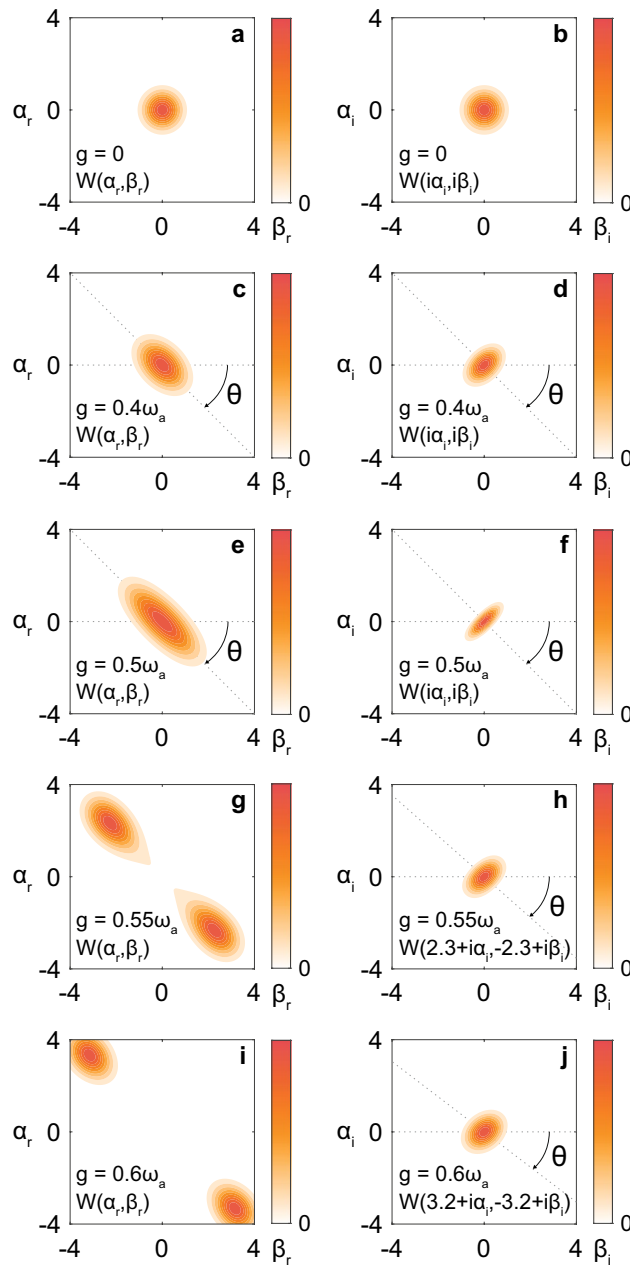 4
a
α_r
0
g = 0
W(α_r,β_r)
-4
-4
0
β_r
4
0
4
b
α_i
0
g = 0
W(iα_i,iβ_i)
-4
-4
0
β_i
4
0
4
c
α_r
0
θ
g = 0.4ω_a
W(α_r,β_r)
-4
-4
0
β_r
4
0
4
d
α_i
0
θ
g = 0.4ω_a
W(iα_i,iβ_i)
-4
-4
0
β_i
4
0
4
e
α_r
0
θ
g = 0.5ω_a
W(α_r,β_r)
-4
-4
0
β_r
4
0
4
f
α_i
0
θ
g = 0.5ω_a
W(iα_i,iβ_i)
-4
-4
0
β_i
4
0
4
g
α_r
0
g = 0.55ω_a
W(α_r,β_r)
-4
-4
0
β_r
4
0
4
h
α_i
0
θ
g = 0.55ω_a
W(2.3+iα_i,-2.3+iβ_i)
-4
-4
0
β_i
4
0
4
i
α_r
0
g = 0.6ω_a
W(α_r,β_r)
-4
-4
0
β_r
4
0
4
j
α_i
0
θ
g = 0.6ω_a
W(3.2+iα_i,-3.2+iβ_i)
-4
-4
0
β_i
4
0